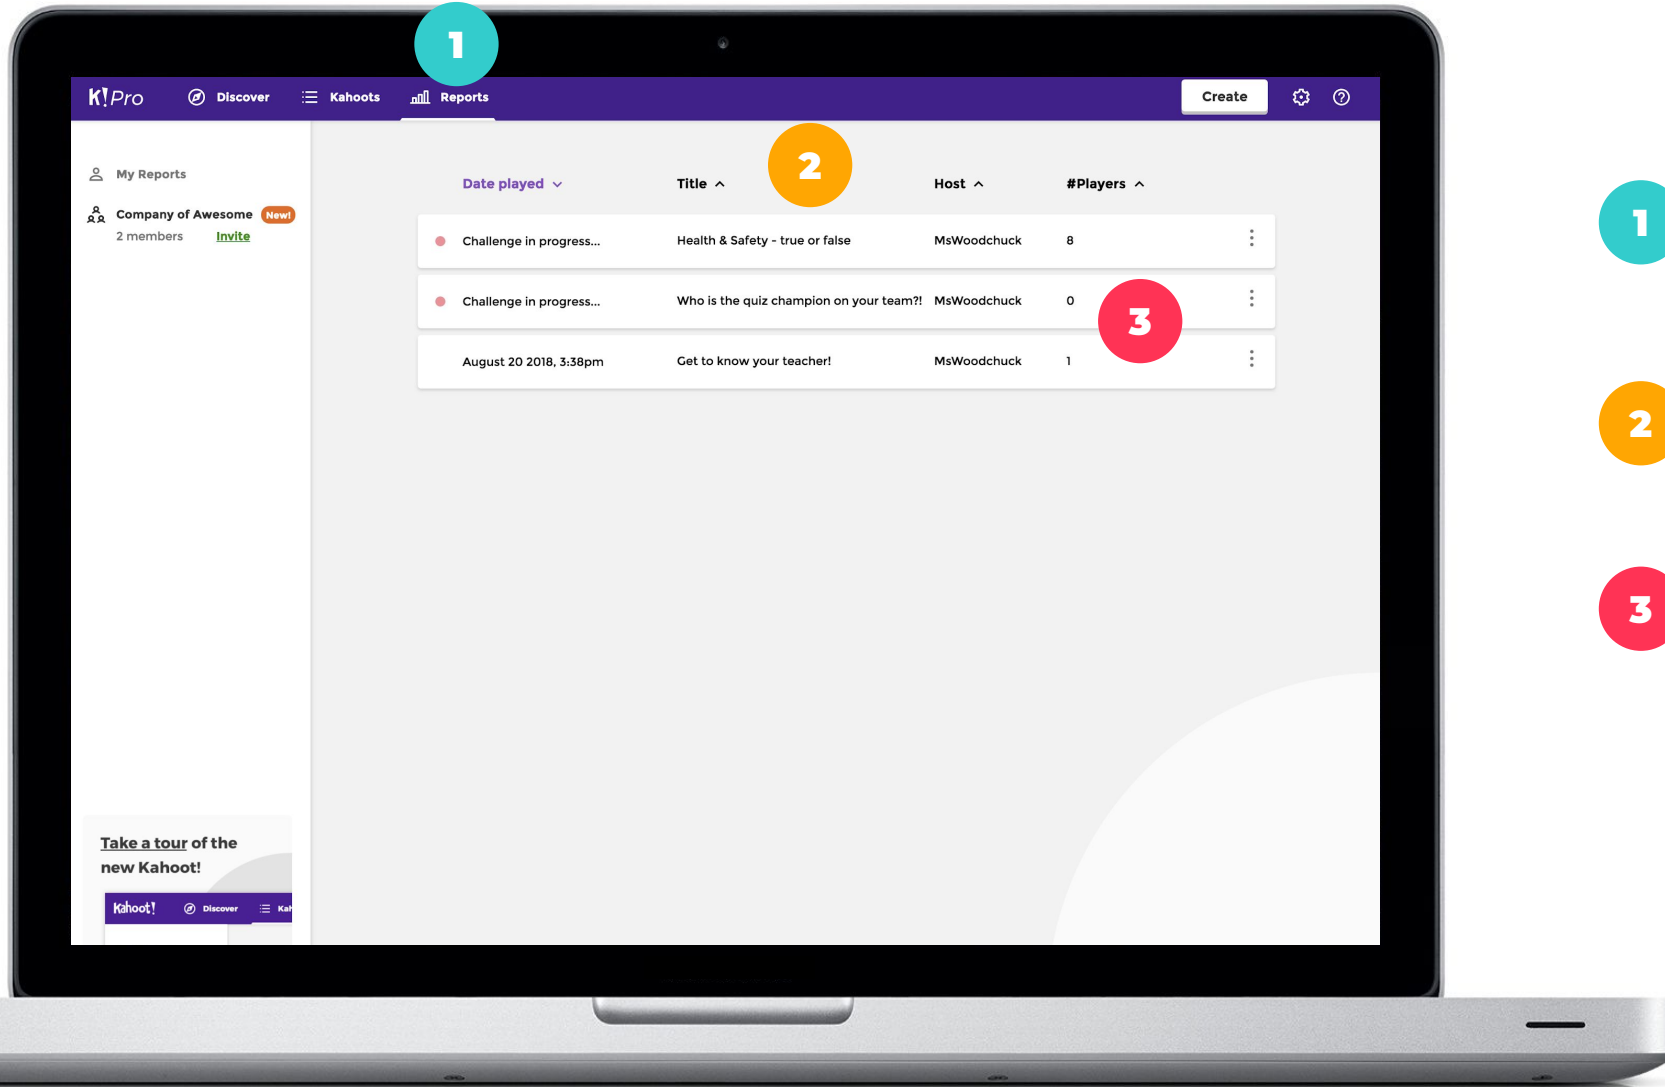 1
K!Pro Discover Kahoots Reports Create
2
My Reports
Company of Awesome New!
2 members Invite
Date played Title Host #Players
Challenge in progress... Health & Safety - true or false MsWoodchuck 8
Challenge in progress... Who is the quiz champion on your team?! MsWoodchuck 0
3
August 20 2018, 3:38pm Get to know your teacher! MsWoodchuck 1
Take a tour of the
new Kahoot!
Kahoot! Discover
1
2
3